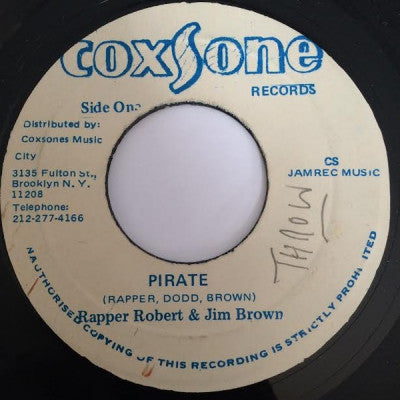 coxsone
RECORDS
Side One
Distributed by:
Coxsones Music
City
3135 Fulton St.,
Brooklyn N. Y.
11208
Telephone:
212-277-4166
CS
JAMREC MUSIC
THROW
PIRATE
(RAPPER, DODD, BROWN)
Rapper Robert & Jim Brown
NAUTHORISED COPYING OF THIS RECORDING IS STRICTLY PROHIBITED